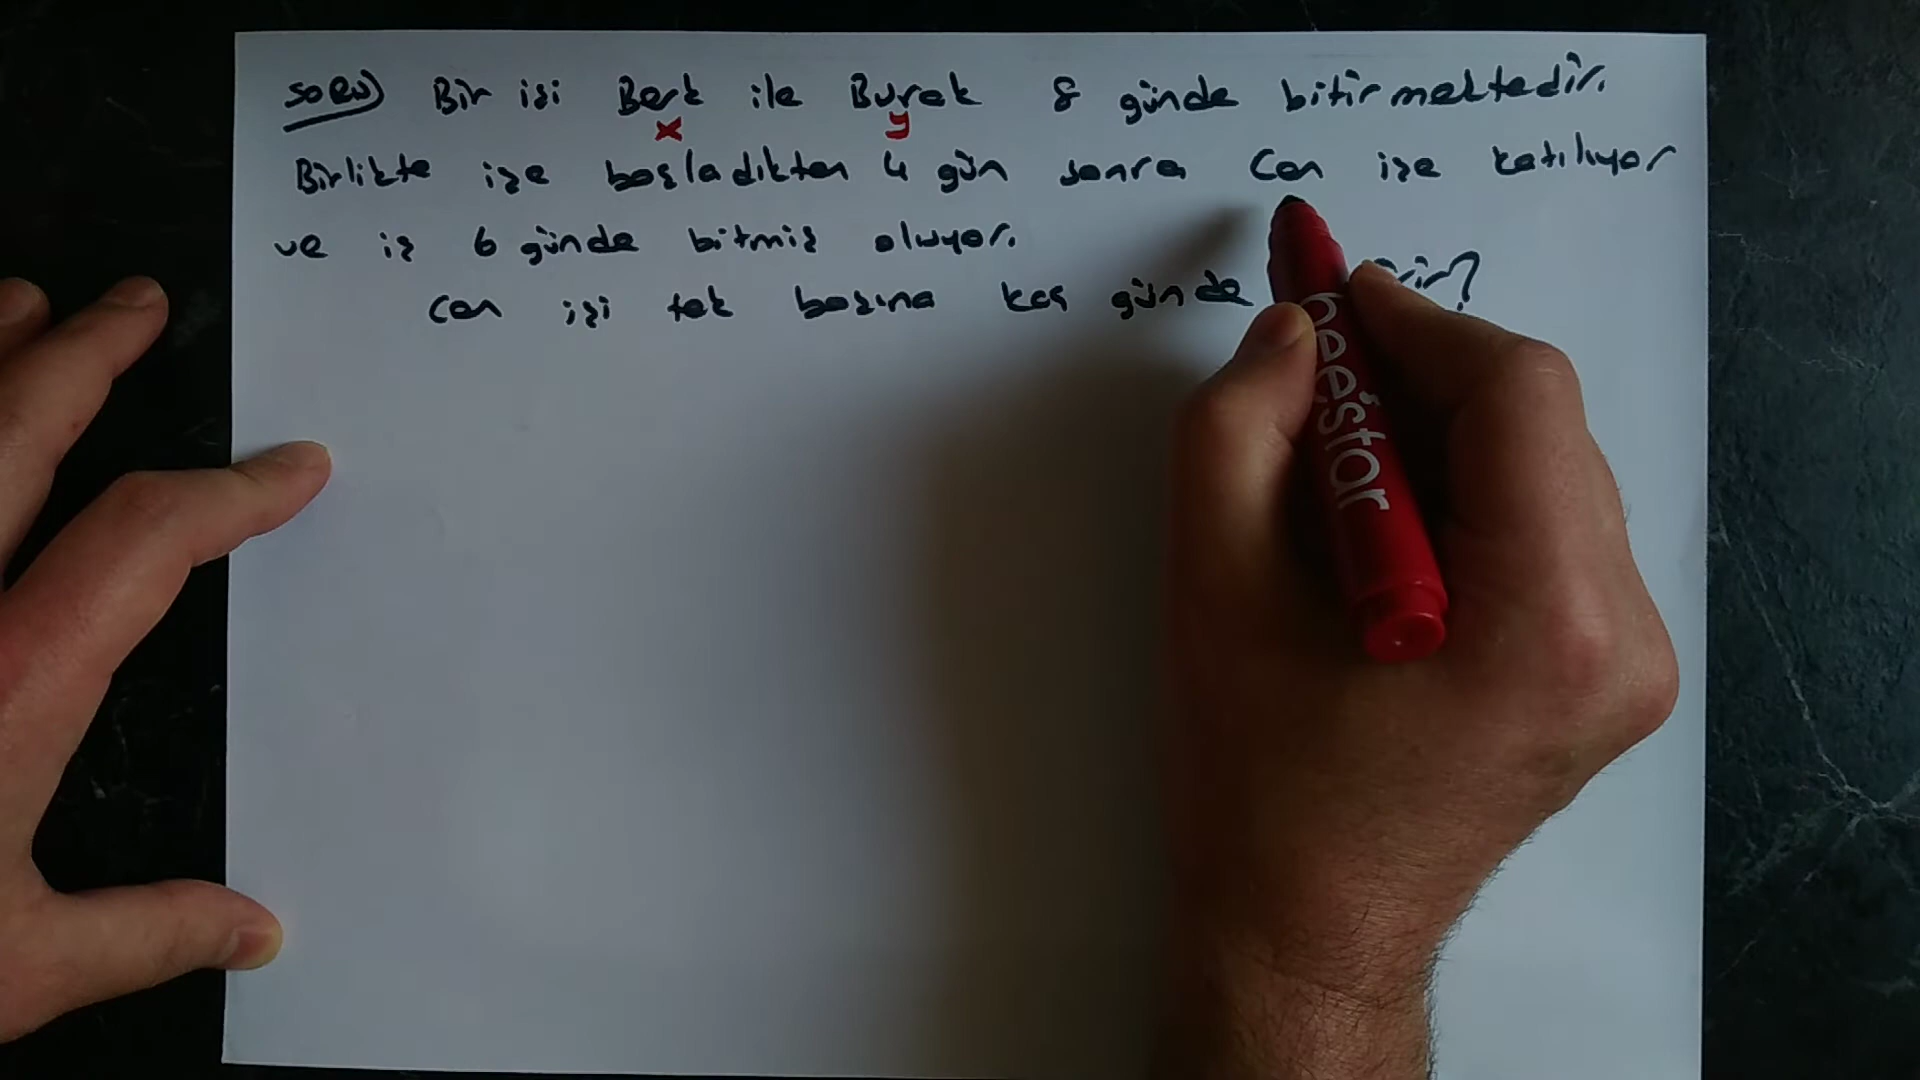 SORU) Bir işi Berk ile Burak 8 günde bitirmektedir.
x y
Birlikte işe başladıktan 4 gün sonra Can işe katılıyor
ve iş 6 günde bitmiş oluyor.
Can işi tek başına kaç günde
beestar